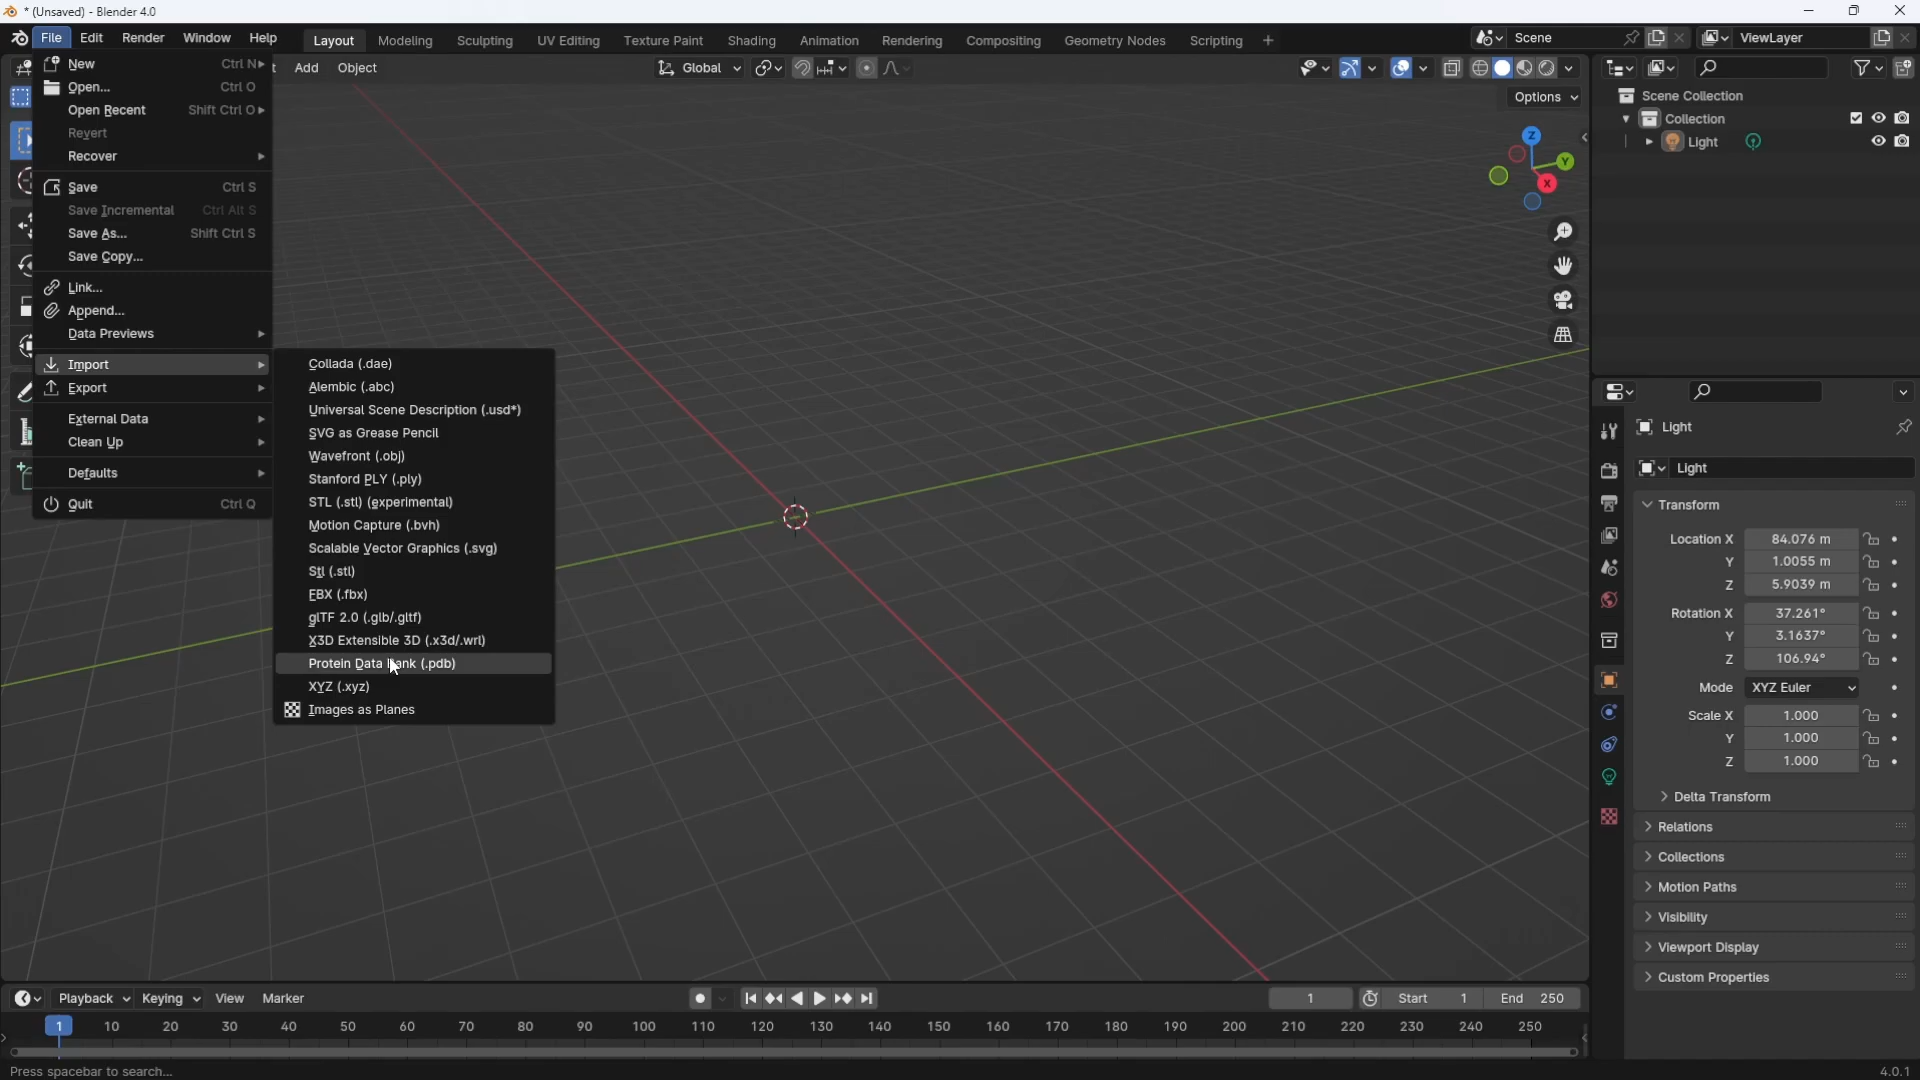 * (Unsaved) - Blender 4.0
File Edit Render Window Help
Layout Modeling Sculpting UV Editing Texture Paint Shading Animation Rendering Compositing Geometry Nodes Scripting +
Scene
ViewLayer
Add Object
Global
Options
New Ctrl N
Open... Ctrl O
Open Recent Shift Ctrl O
Revert
Recover
Save Ctrl S
Save Incremental Ctrl Alt S
Save As... Shift Ctrl S
Save Copy...
Link...
Append...
Data Previews
Import
Export
External Data
Clean Up
Defaults
Quit Ctrl Q
Collada (.dae)
Alembic (.abc)
Universal Scene Description (.usd*)
SVG as Grease Pencil
Wavefront (.obj)
Stanford PLY (.ply)
STL (.stl) (experimental)
Motion Capture (.bvh)
Scalable Vector Graphics (.svg)
Stl (.stl)
FBX (.fbx)
glTF 2.0 (.glb/.gltf)
X3D Extensible 3D (.x3d/.wrl)
Protein Data (.pdb)
XYZ (.xyz)
Images as Planes
Z
Y
X
Scene Collection
Collection
Light
Light
Light
Transform
Location X 84.076 m
Y 1.0055 m
Z 5.9039 m
Rotation X 37.261°
Y 3.1637°
Z 106.94°
Mode XYZ Euler
Scale X 1.000
Y 1.000
Z 1.000
Delta Transform
Relations
Collections
Motion Paths
Visibility
Viewport Display
Custom Properties
Playback Keying View Marker
1 Start 1 End 250
1 10 20 30 40 50 60 70 80 90 100 110 120 130 140 150 160 170 180 190 200 210 220 230 240 250
Press spacebar to search...
4.0.1